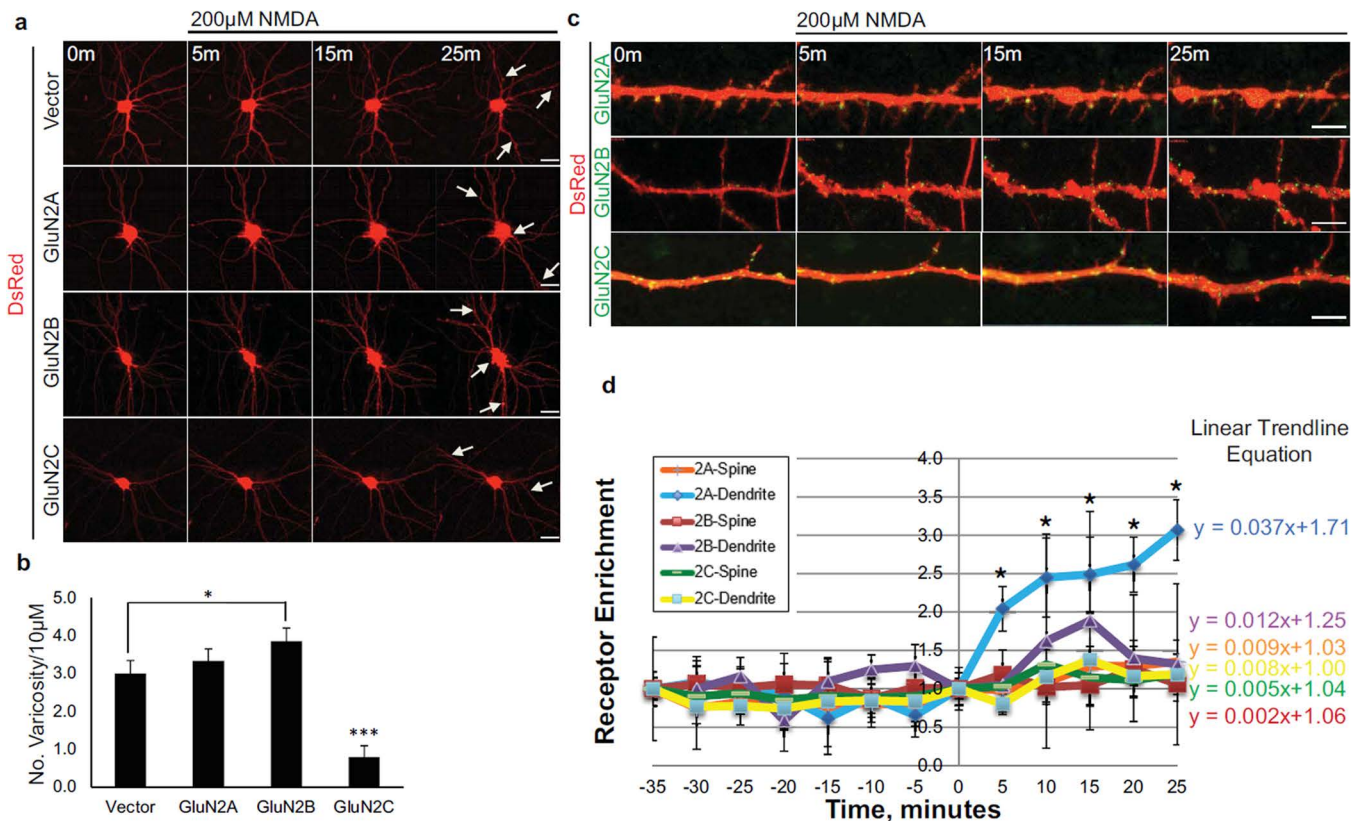 a
200µM NMDA
0m
5m
15m
25m
DsRed
Vector
GluN2A
GluN2B
GluN2C
b
No. Varicosity/10µM
5.0
4.0
3.0
2.0
1.0
0.0
*
***
Vector GluN2A GluN2B GluN2C
c
200µM NMDA
0m
5m
15m
25m
DsRed
GluN2A
GluN2B
GluN2C
d
Linear Trendline
Equation
2A-Spine
2A-Dendrite
2B-Spine
2B-Dendrite
2C-Spine
2C-Dendrite
Receptor Enrichment
4.0
3.5
3.0
2.5
2.0
1.5
1.0
0.5
0.0
* * * * *
y = 0.037x+1.71
y = 0.012x+1.25
y = 0.009x+1.03
y = 0.008x+1.00
y = 0.005x+1.04
y = 0.002x+1.06
-35 -30 -25 -20 -15 -10 -5 0 5 10 15 20 25
Time, minutes